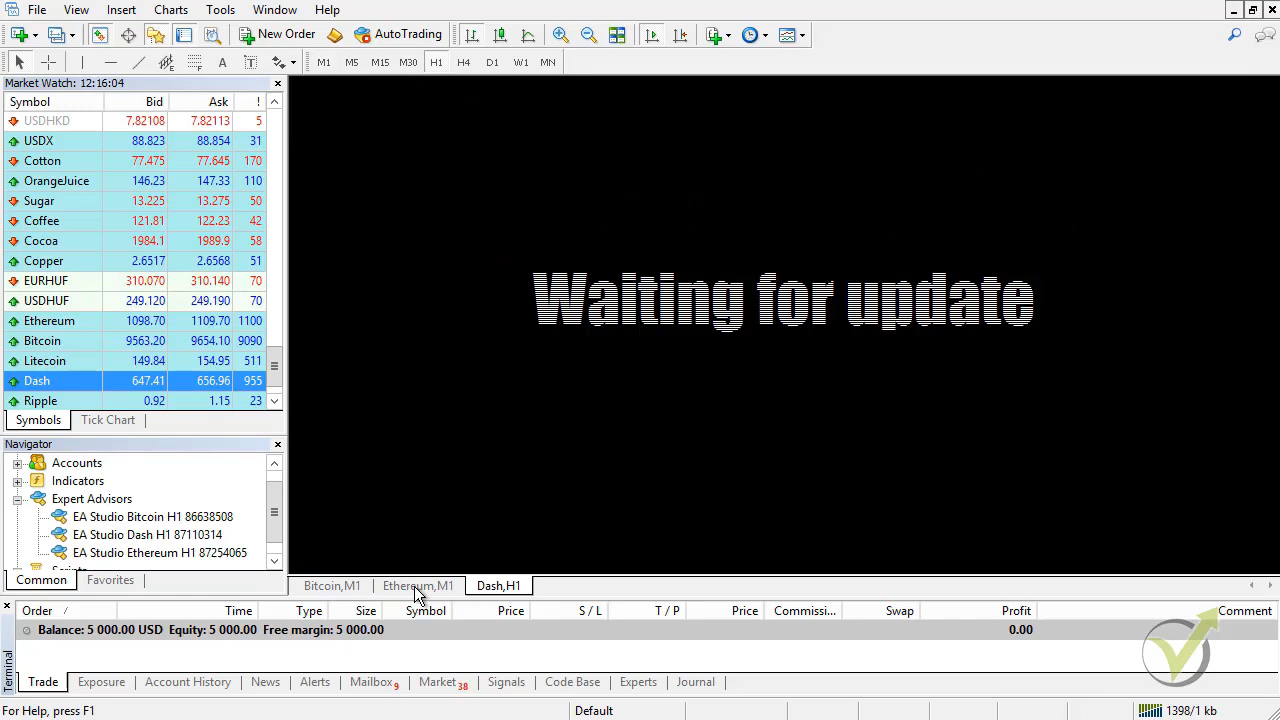 File View Insert Charts Tools Window Help
New Order AutoTrading
A T M1 M5 M15 M30 H1 H4 D1 W1 MN
Market Watch: 12:16:04
Symbol Bid Ask !
USDHKD 7.82108 7.82113 5
USDX 88.823 88.854 31
Cotton 77.475 77.645 170
OrangeJuice 146.23 147.33 110
Sugar 13.225 13.275 50
Coffee 121.81 122.23 42
Cocoa 1984.1 1989.9 58
Copper 2.6517 2.6568 51
EURHUF 310.070 310.140 70
USDHUF 249.120 249.190 70
Ethereum 1098.70 1109.70 1100
Bitcoin 9563.20 9654.10 9090
Litecoin 149.84 154.95 511
Dash 647.41 656.96 955
Ripple 0.92 1.15 23
Symbols Tick Chart
Waiting for update
Navigator
Accounts
Indicators
Expert Advisors
EA Studio Bitcoin H1 86638508
EA Studio Dash H1 87110314
EA Studio Ethereum H1 87254065
Common Favorites
Bitcoin,M1 Ethereum,M1 Dash,H1
Order / Time Type Size Symbol Price S / L T / P Price Commissi... Swap Profit Comment
Balance: 5 000.00 USD Equity: 5 000.00 Free margin: 5 000.00 0.00
Terminal
Trade Exposure Account History News Alerts Mailbox 9 Market 38 Signals Code Base Experts Journal
For Help, press F1 Default 1398/1 kb